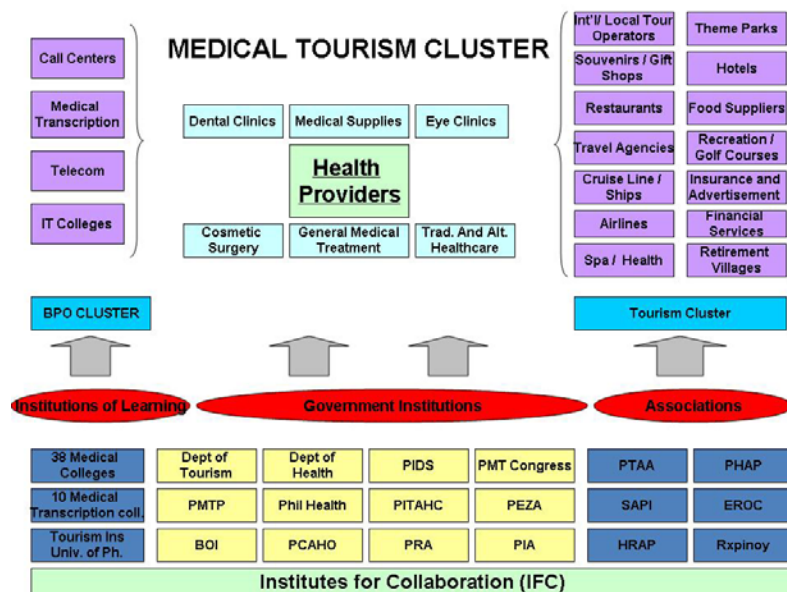 MEDICAL TOURISM CLUSTER
Call Centers
Medical
Transcription
Telecom
IT Colleges
Dental Clinics
Medical Supplies
Eye Clinics
Health
Providers
Cosmetic
Surgery
General Medical
Treatment
Trad. And Alt.
Healthcare
Int'l/ Local Tour
Operators
Theme Parks
Souvenirs / Gift
Shops
Hotels
Restaurants
Food Suppliers
Travel Agencies
Recreation /
Golf Courses
Cruise Line /
Ships
Insurance and
Advertisement
Airlines
Financial
Services
Spa / Health
Retirement
Villages
BPO CLUSTER
Tourism Cluster
Institutions of Learning
Government Institutions
Associations
38 Medical
Colleges
Dept of
Tourism
Dept of
Health
PIDS
PMT Congress
PTAA
PHAP
10 Medical
Transcription coll.
PMTP
Phil Health
PITAHC
PEZA
SAPI
EROC
Tourism Ins
Univ. of Ph.
BOI
PCAHO
PRA
PIA
HRAP
Rxpinoy
Institutes for Collaboration (IFC)